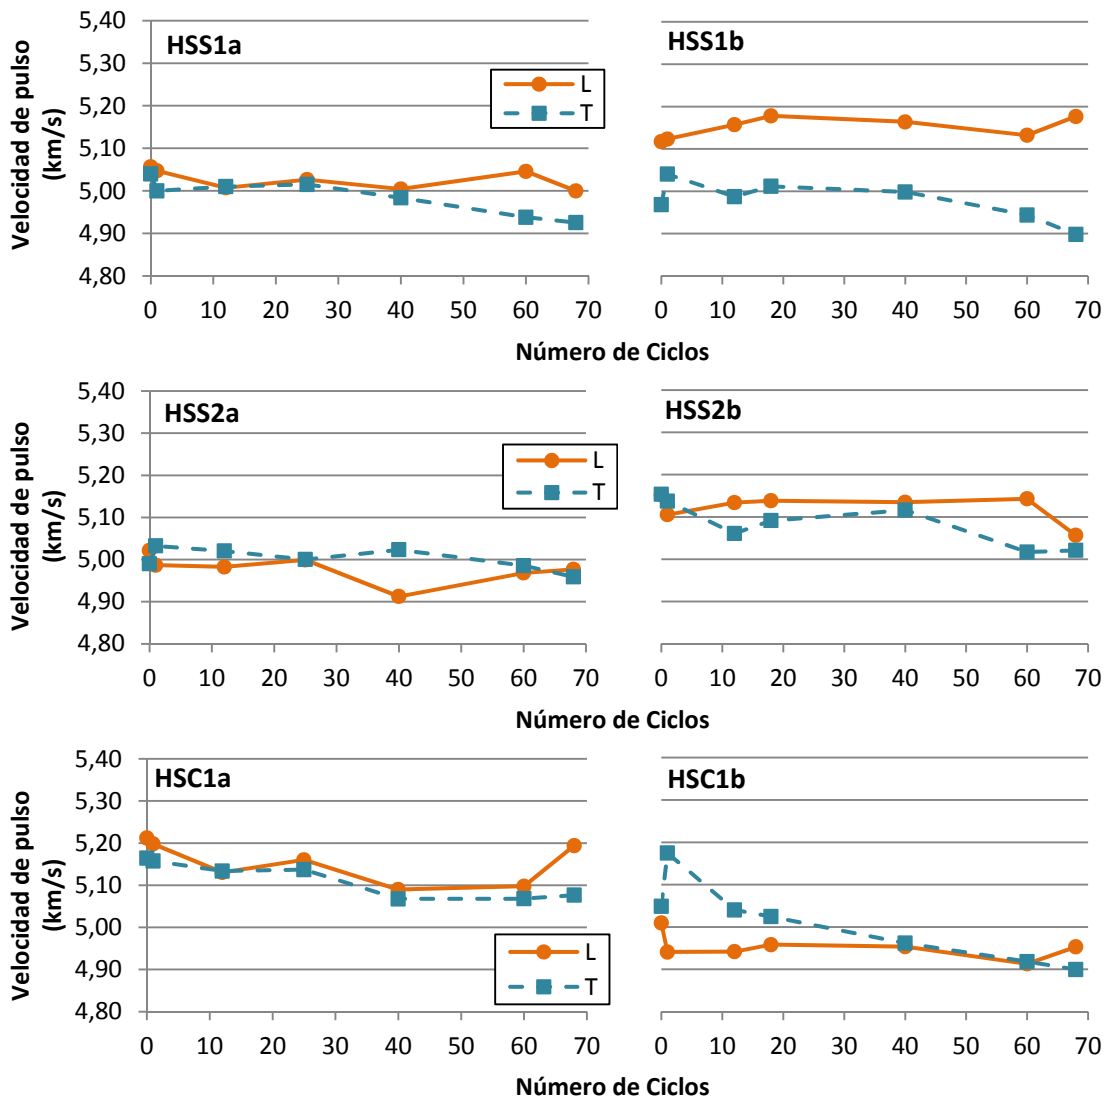 HSS1a
HSS1b
Velocidad de pulso
(km/s)
5,40
5,30
5,20
5,10
5,00
4,90
4,80
L
T
0 10 20 30 40 50 60 70
0 10 20 30 40 50 60 70
Número de Ciclos
HSS2a
HSS2b
Velocidad de pulso
(km/s)
5,40
5,30
5,20
5,10
5,00
4,90
4,80
L
T
0 10 20 30 40 50 60 70
0 10 20 30 40 50 60 70
Número de Ciclos
HSC1a
HSC1b
Velocidad de pulso
(km/s)
5,40
5,30
5,20
5,10
5,00
4,90
4,80
L
T
0 10 20 30 40 50 60 70
0 10 20 30 40 50 60 70
Número de Ciclos